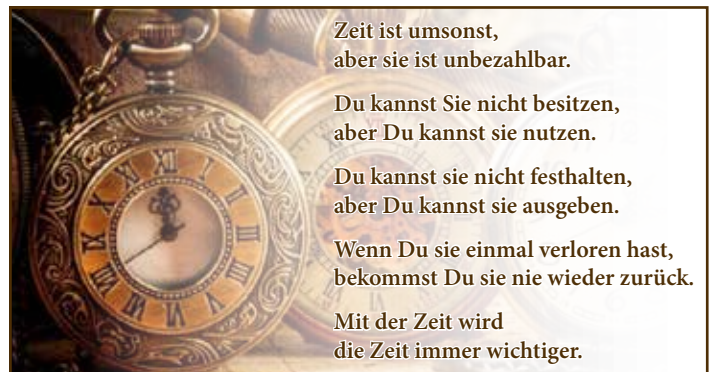 Zeit ist umsonst,
aber sie ist unbezahlbar.
Du kannst Sie nicht besitzen,
aber Du kannst sie nutzen.
Du kannst sie nicht festhalten,
aber Du kannst sie ausgeben.
Wenn Du sie einmal verloren hast,
bekommst Du sie nie wieder zurück.
Mit der Zeit wird
die Zeit immer wichtiger.